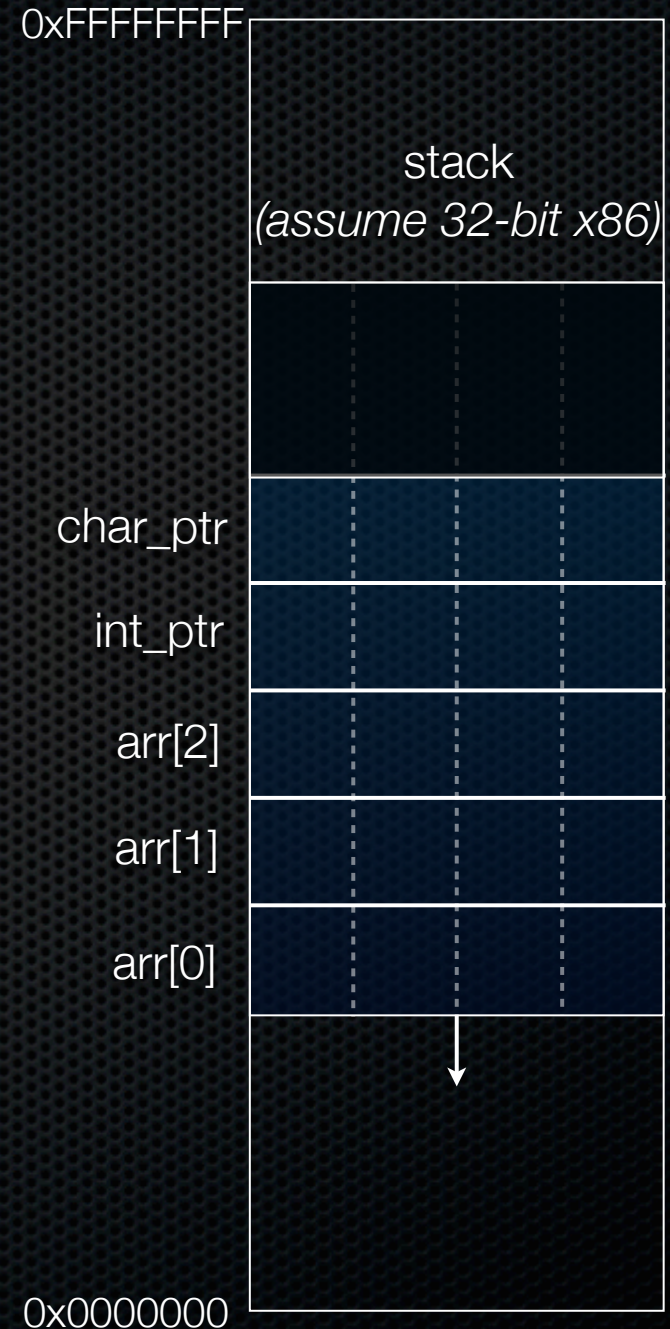 0xFFFFFFFF
stack
(assume 32-bit x86)
char_ptr
int_ptr
arr[2]
arr[1]
arr[0]
0x0000000